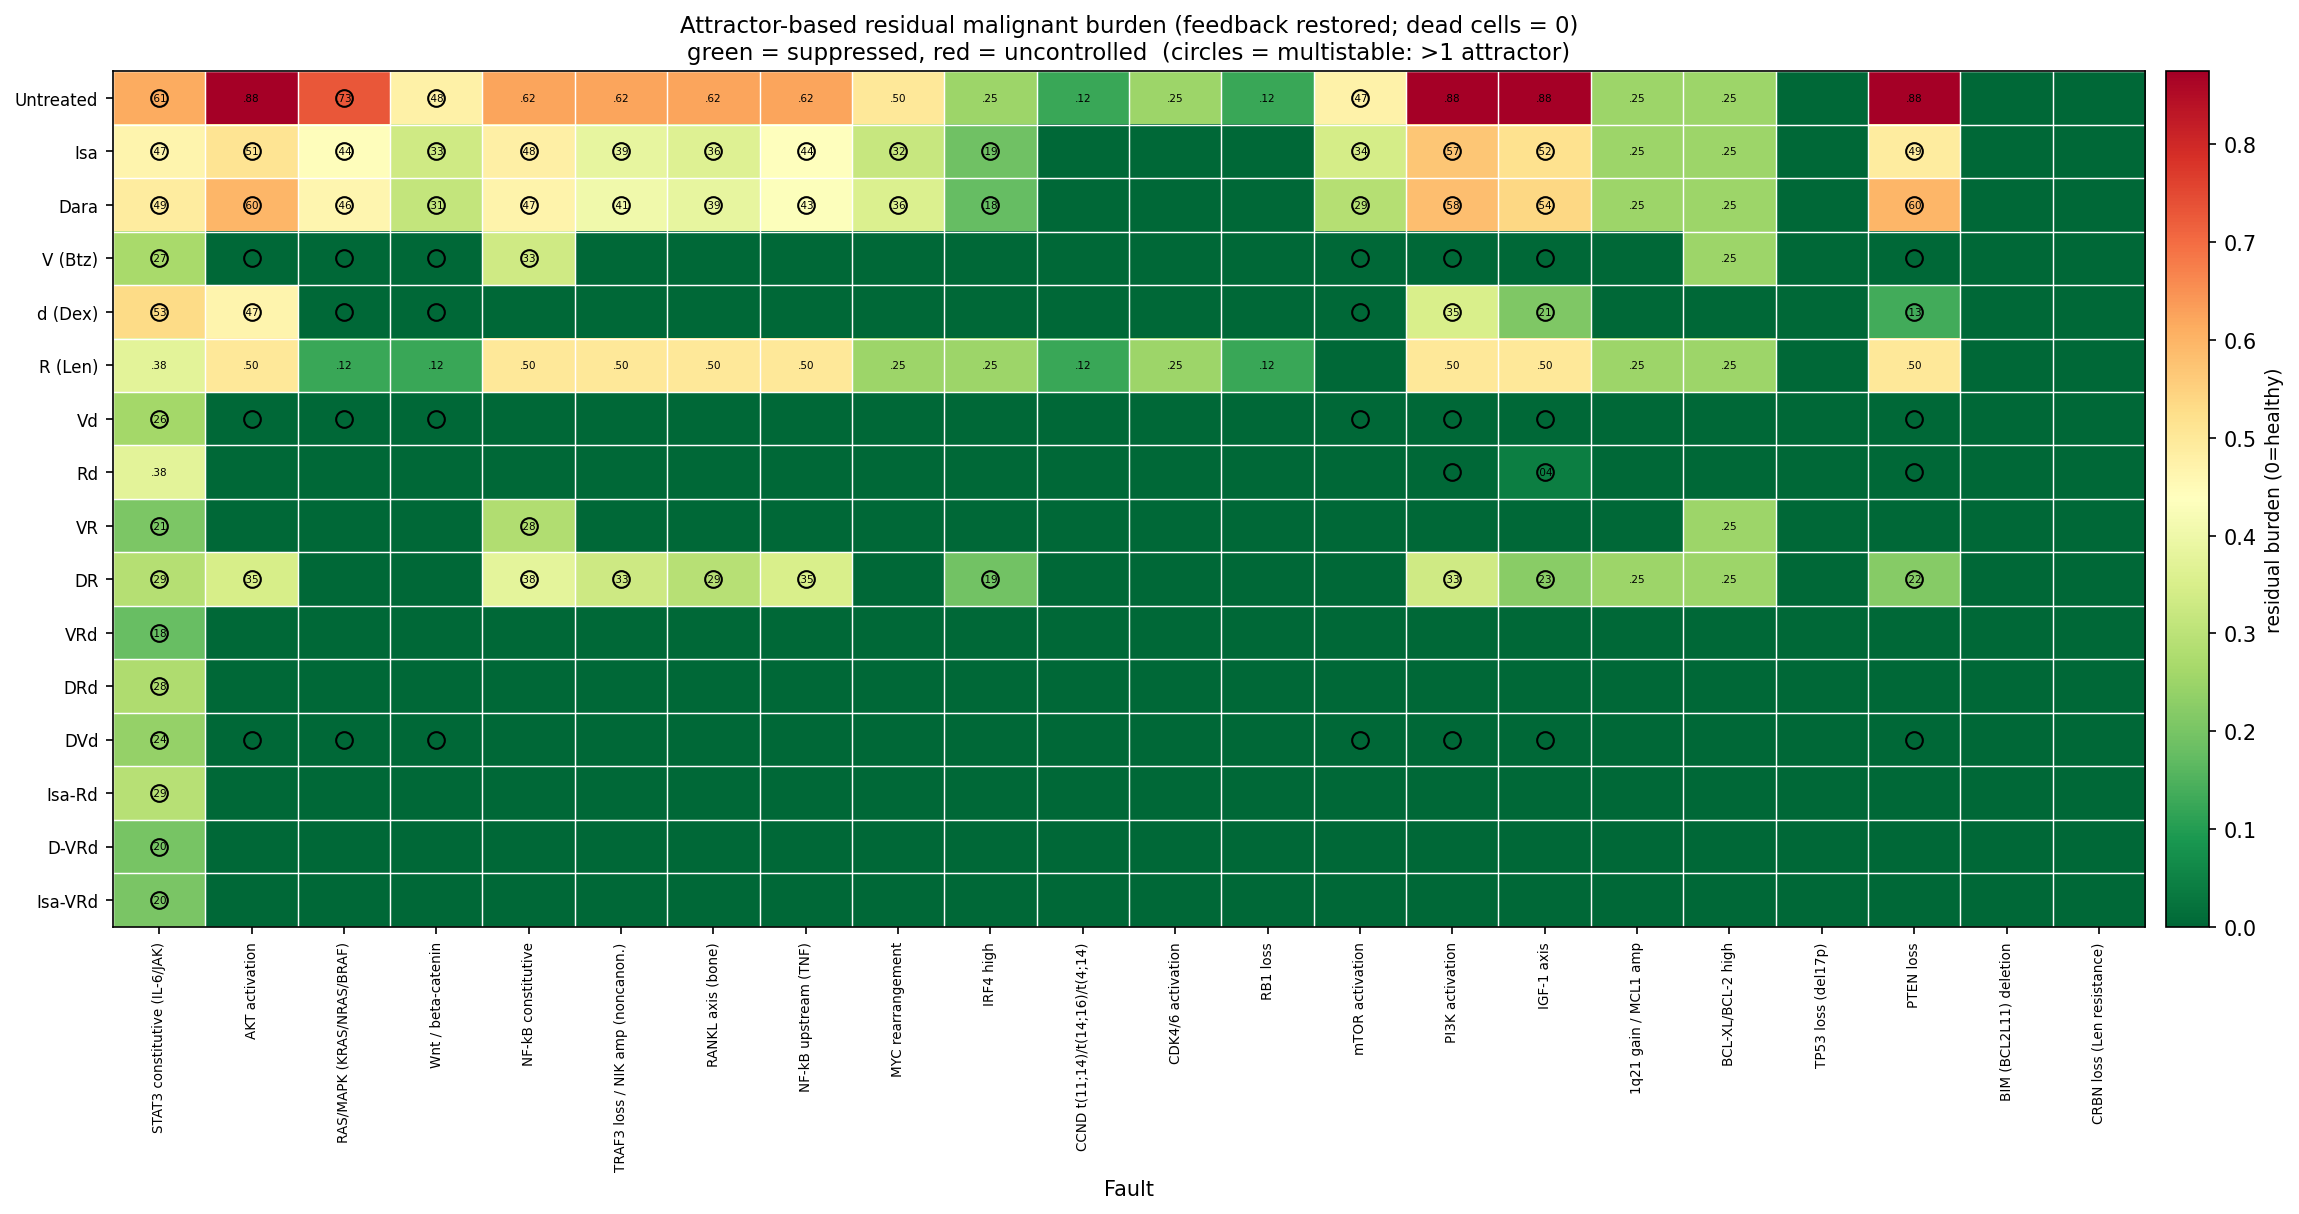 Attractor-based residual malignant burden (feedback restored; dead cells = 0)
green = suppressed, red = uncontrolled  (circles = multistable: >1 attractor)
Untreated .61 .88 .73 .48 .62 .62 .62 .62 .50 .25 .12 .25 .12 .47 .88 .88 .25 .25 .88
Isa .47 .51 .44 .33 .48 .39 .36 .44 .32 .19 .34 .57 .52 .25 .25 .49
Dara .49 .60 .46 .31 .47 .41 .39 .43 .36 .18 .29 .58 .54 .25 .25 .60
V (Btz) .27 .33 .25
d (Dex) .53 .47 .35 .21 .13
R (Len) .38 .50 .12 .12 .50 .50 .50 .50 .25 .25 .12 .25 .12 .50 .50 .25 .25 .50
Vd .26
Rd .38 .04
VR .21 .28 .25
DR .29 .35 .38 .33 .29 .35 .19 .33 .23 .25 .25 .22
VRd .18
DRd .28
DVd .24
Isa-Rd .29
D-VRd .20
Isa-VRd .20
STAT3 constitutive (IL-6/JAK)
AKT activation
RAS/MAPK (KRAS/NRAS/BRAF)
Wnt / beta-catenin
NF-kB constitutive
TRAF3 loss / NIK amp (noncanon.)
RANKL axis (bone)
NF-kB upstream (TNF)
MYC rearrangement
IRF4 high
CCND t(11;14)/t(14;16)/t(4;14)
CDK4/6 activation
RB1 loss
mTOR activation
PI3K activation
IGF-1 axis
1q21 gain / MCL1 amp
BCL-XL/BCL-2 high
TP53 loss (del17p)
PTEN loss
BIM (BCL2L11) deletion
CRBN loss (Len resistance)
Fault
0.8
0.7
0.6
0.5
0.4
0.3
0.2
0.1
0.0
residual burden (0=healthy)